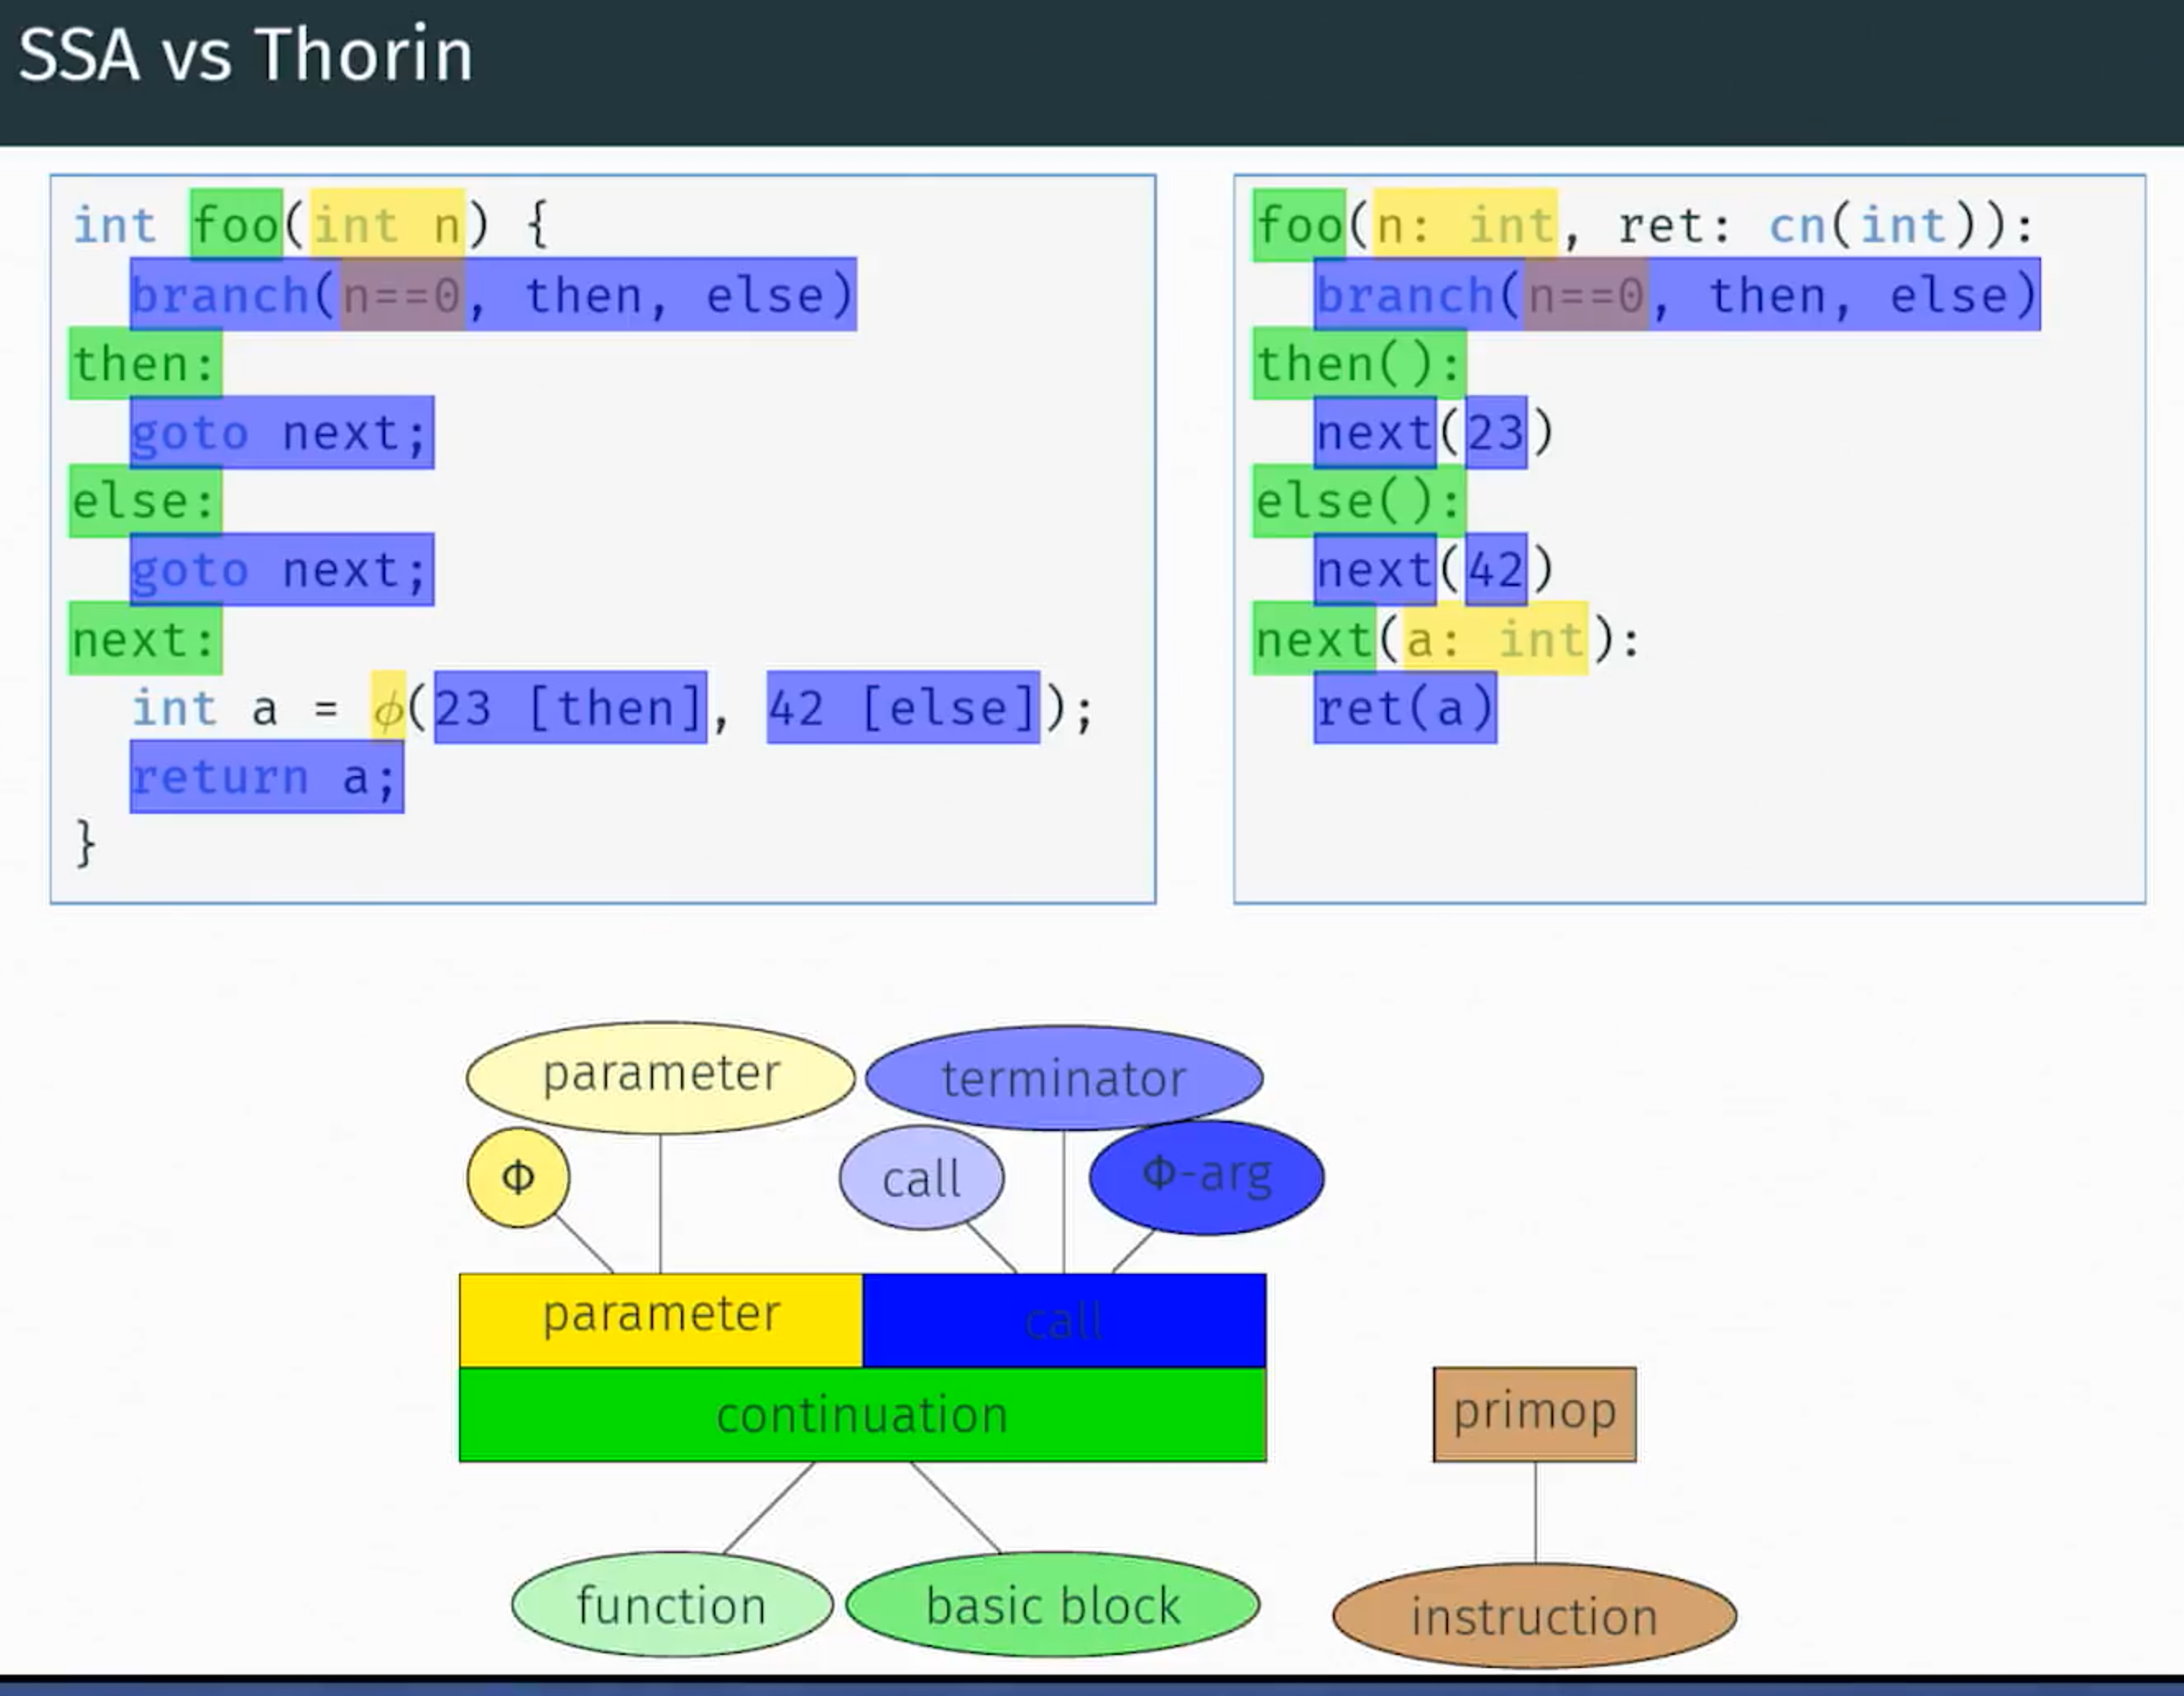 SSA vs Thorin
int foo(int n) {
branch(n==0, then, else)
then:
goto next;
else:
goto next;
next:
int a = ϕ(23 [then], 42 [else]);
return a;
}
foo(n: int, ret: cn(int)):
branch(n==0, then, else)
then():
next(23)
else():
next(42)
next(a: int):
ret(a)
parameter
terminator
Φ
call
Φ-arg
parameter
call
continuation
primop
function
basic block
instruction